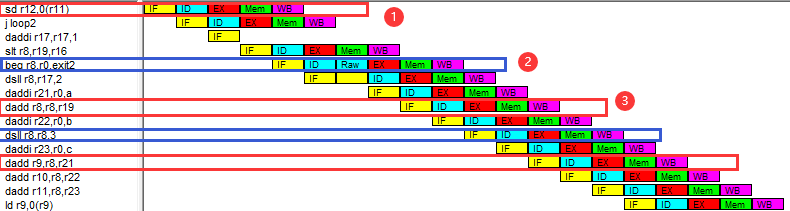 sd r12,0(r11) IF ID EX Mem WB 1
j loop2 IF ID EX Mem WB
daddi r17,r17,1 IF
slt r8,r19,r16 IF ID EX Mem WB
beq r8,r0,exit2 IF ID Raw EX Mem WB 2
dsll r8,r17,2 IF ID EX Mem WB
daddi r21,r0,a IF ID EX Mem WB
dadd r8,r8,r19 IF ID EX Mem WB 3
daddi r22,r0,b IF ID EX Mem WB
dsll r8,r8,3 IF ID EX Mem WB
daddi r23,r0,c IF ID EX Mem WB
dadd r9,r8,r21 IF ID EX Mem WB
dadd r10,r8,r22 IF ID EX Mem WB
dadd r11,r8,r23 IF ID EX Mem WB
ld r9,0(r9) IF ID EX Mem WB